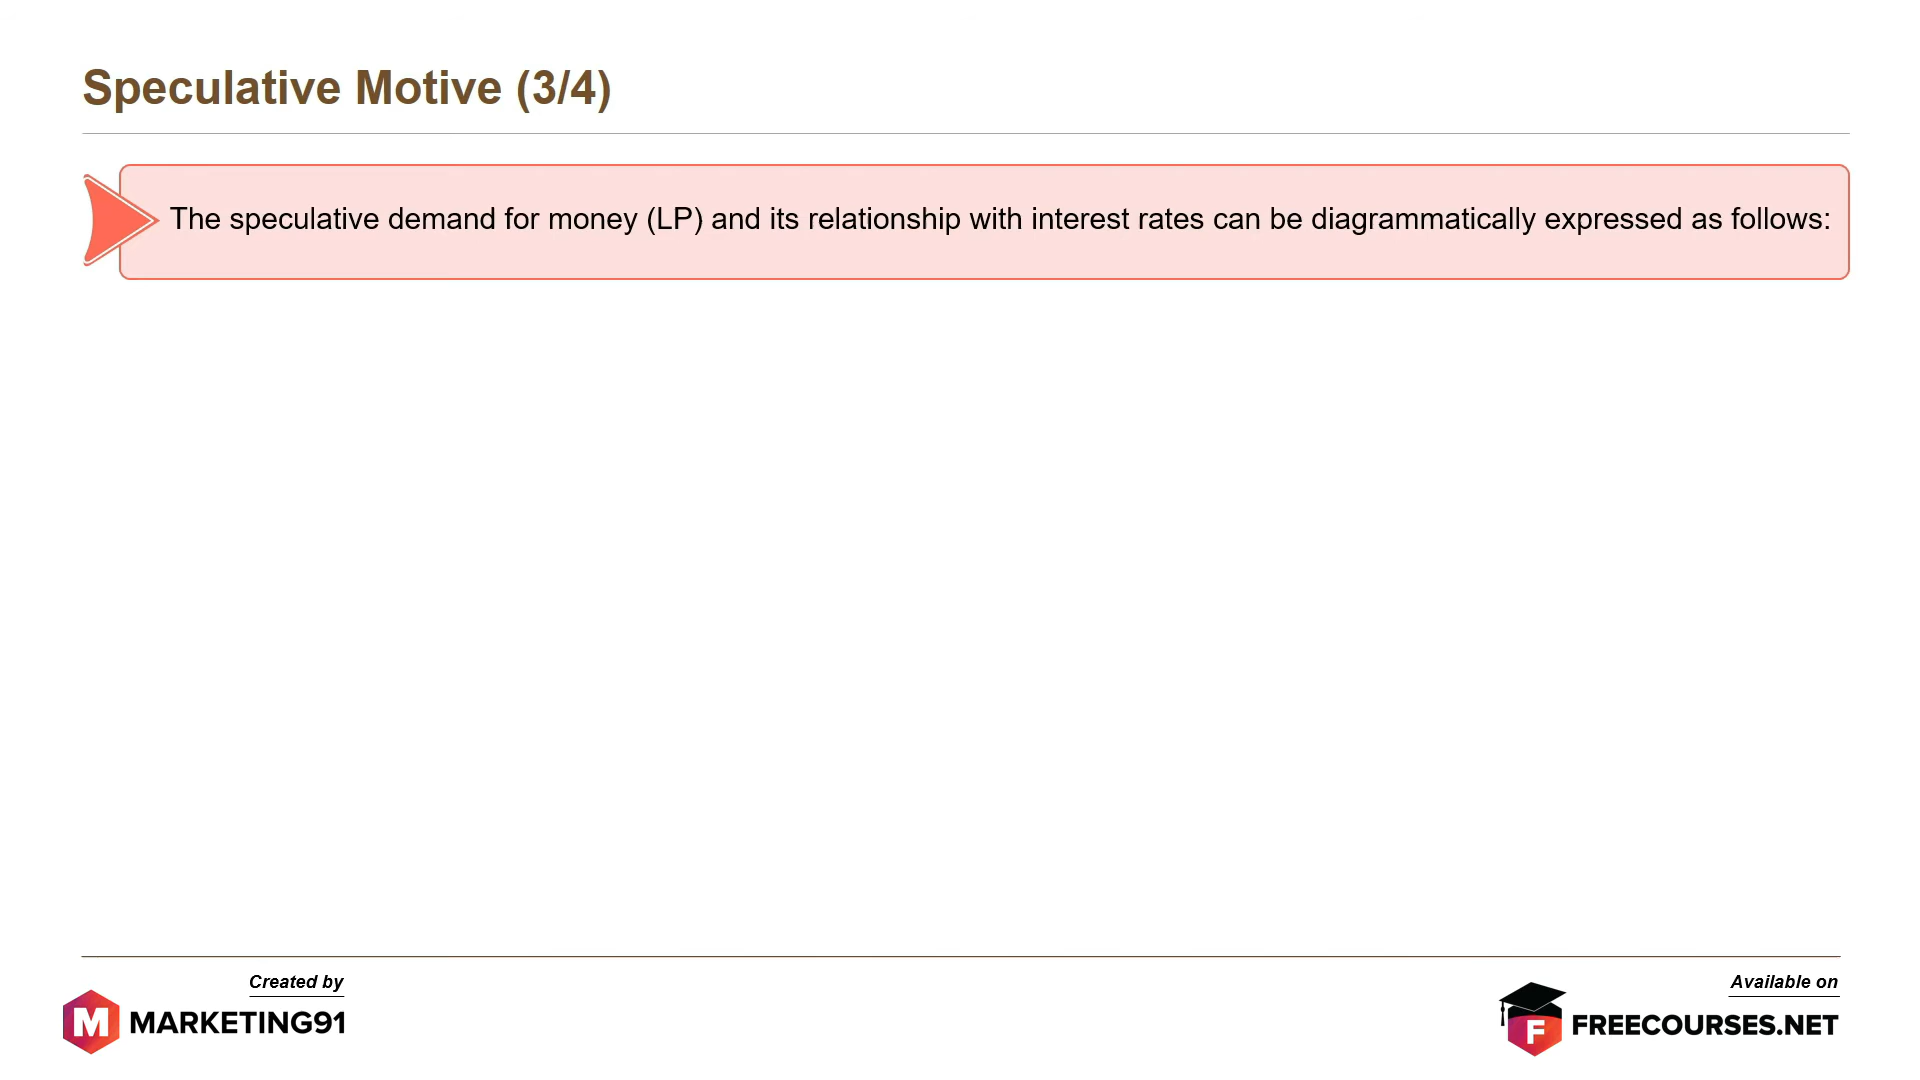 Speculative Motive (3/4)
The speculative demand for money (LP) and its relationship with interest rates can be diagrammatically expressed as follows:
Created by
M MARKETING91
Available on
F FREECOURSES.NET